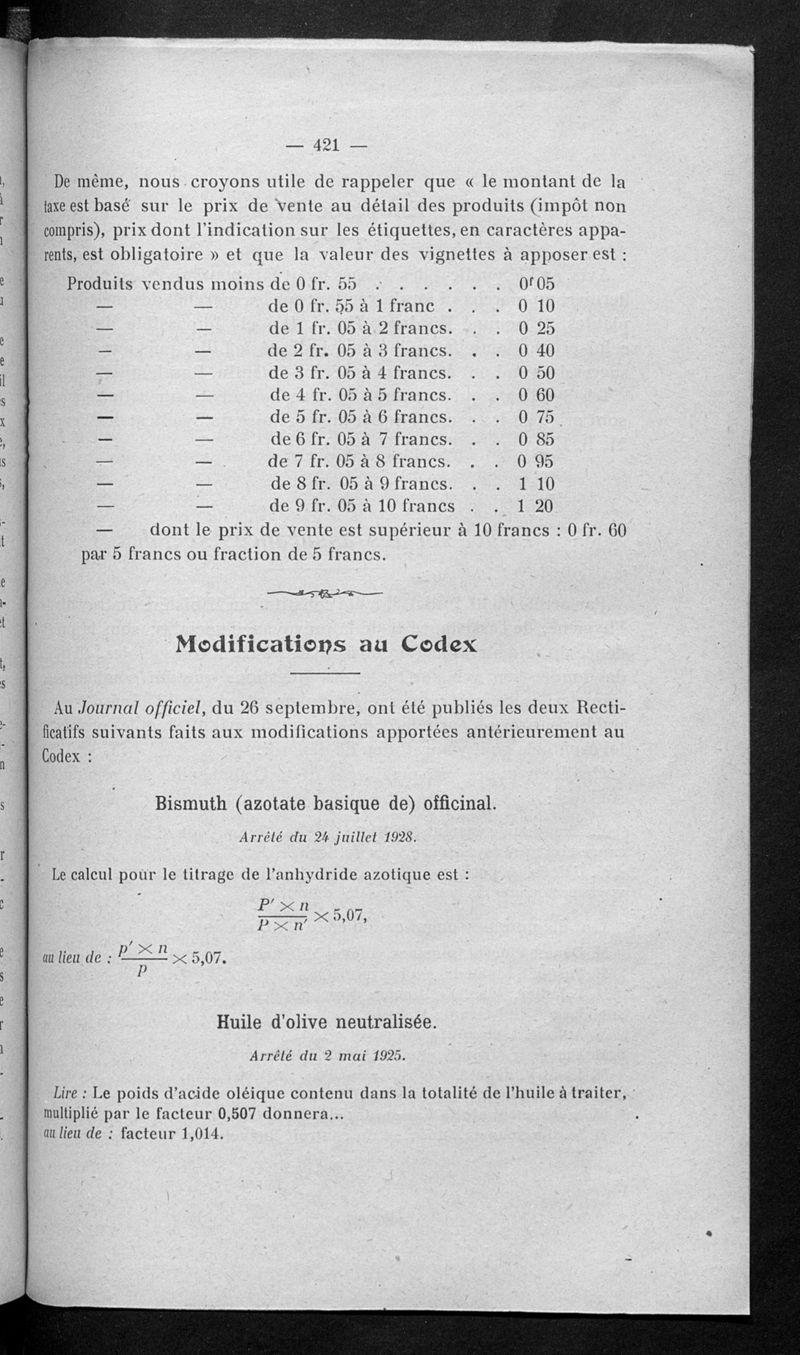 — 421 —
De même, nous croyons utile de rappeler que « le montant de la
taxe est basé sur le prix de vente au détail des produits (impôt non
compris), prix dont l'indication sur les étiquettes, en caractères appa-
rents, est obligatoire » et que la valeur des vignettes à apposer est :
Produits vendus moins de 0 fr. 55 . . . . . . . 0f05
— — de 0 fr. 55 à 1 franc . . . 0 10
— — de 1 fr. 05 à 2 francs. . . 0 25
— — de 2 fr. 05 à 3 francs. . . 0 40
— — de 3 fr. 05 à 4 francs. . . 0 50
— — de 4 fr. 05 à 5 francs. . . 0 60
— — de 5 fr. 05 à 6 francs. . . 0 75
— — de 6 fr. 05 à 7 francs. . . 0 85
— — de 7 fr. 05 à 8 francs. . . 0 95
— — de 8 fr. 05 à 9 francs. . . 1 10
— — de 9 fr. 05 à 10 francs . . 1 20
— dont le prix de vente est supérieur à 10 francs : 0 fr. 60
par 5 francs ou fraction de 5 francs.
Modifications au Codex
Au Journal officiel, du 26 septembre, ont été publiés les deux Recti-
ficatifs suivants faits aux modifications apportées antérieurement au
Codex :
Bismuth (azotate basique de) officinal.
Arrêté du 24 juillet 1928.
Le calcul pour le titrage de l'anhydride azotique est :
P' × n
P × n' × 5,07,
au lieu de : p' × n
p × 5,07.
Huile d'olive neutralisée.
Arrêté du 2 mai 1925.
Lire : Le poids d'acide oléique contenu dans la totalité de l'huile à traiter,
multiplié par le facteur 0,507 donnera...
au lieu de : facteur 1,014.